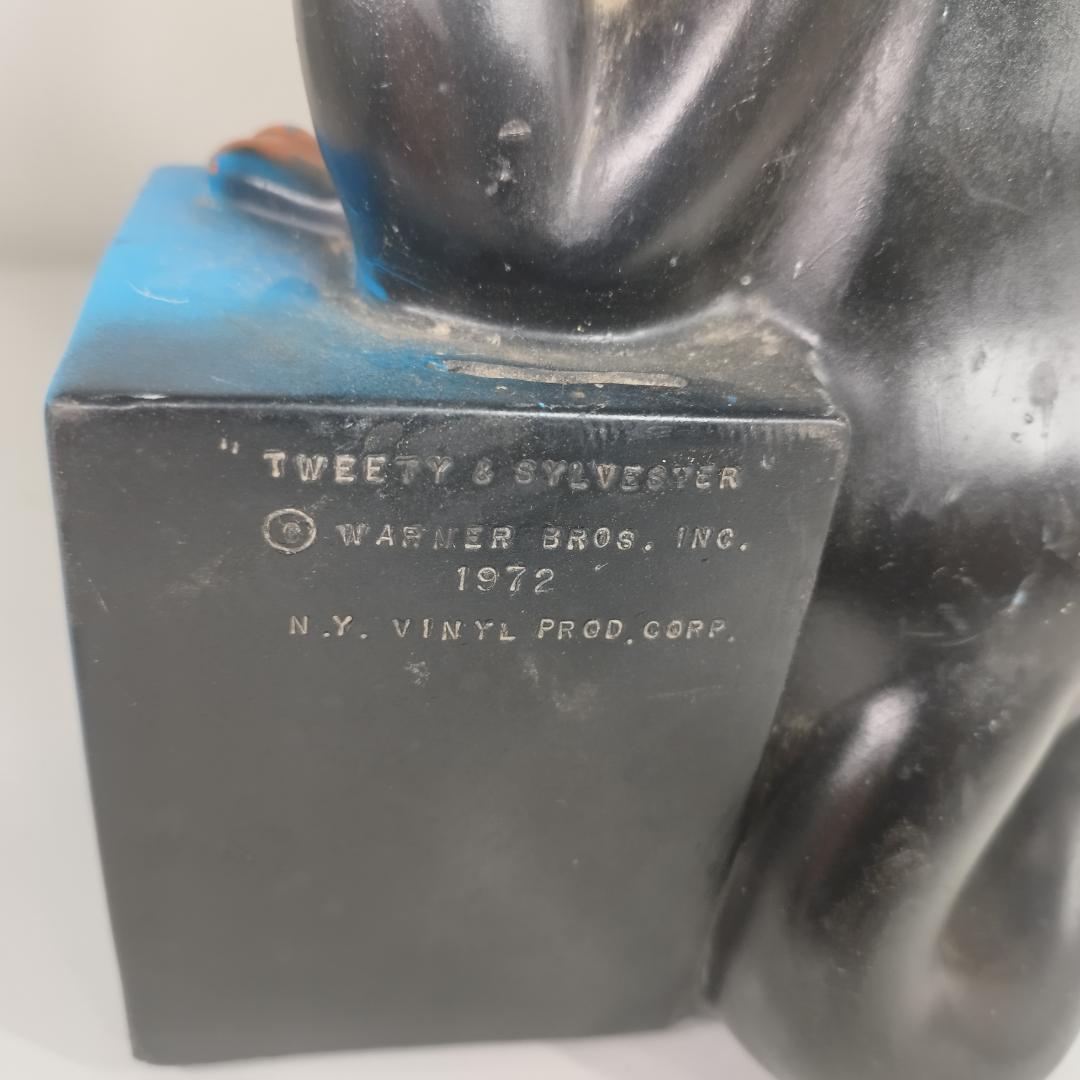 "TWEETY & SYLVESTER"
© WARNER BROS. INC.
1972
N.Y. VINYL PROD. CORP.